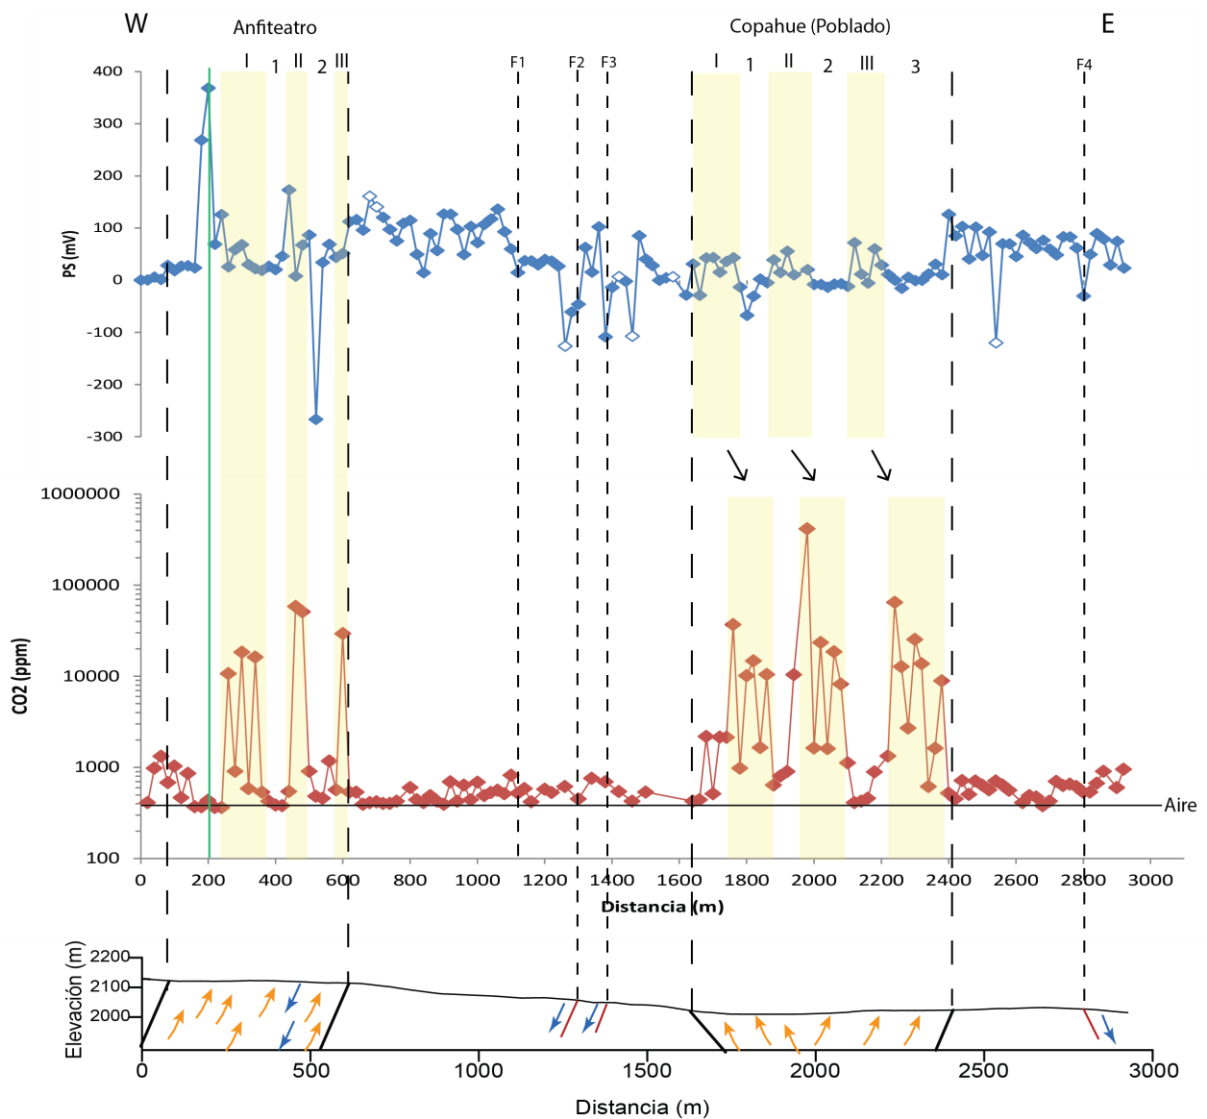 W
Anfiteatro
Copahue (Poblado)
E
I 1 II 2 III
F1 F2 F3
I 1 II 2 III 3
F4
PS (mV)
400
300
200
100
0
-100
-200
-300
CO2 (ppm)
1000000
100000
10000
1000
100
Aire
0 200 400 600 800 1000 1200 1400 1600 1800 2000 2200 2400 2600 2800 3000
Distancia (m)
Elevación (m)
2200
2100
2000
0 500 1000 1500 2000 2500 3000
Distancia (m)